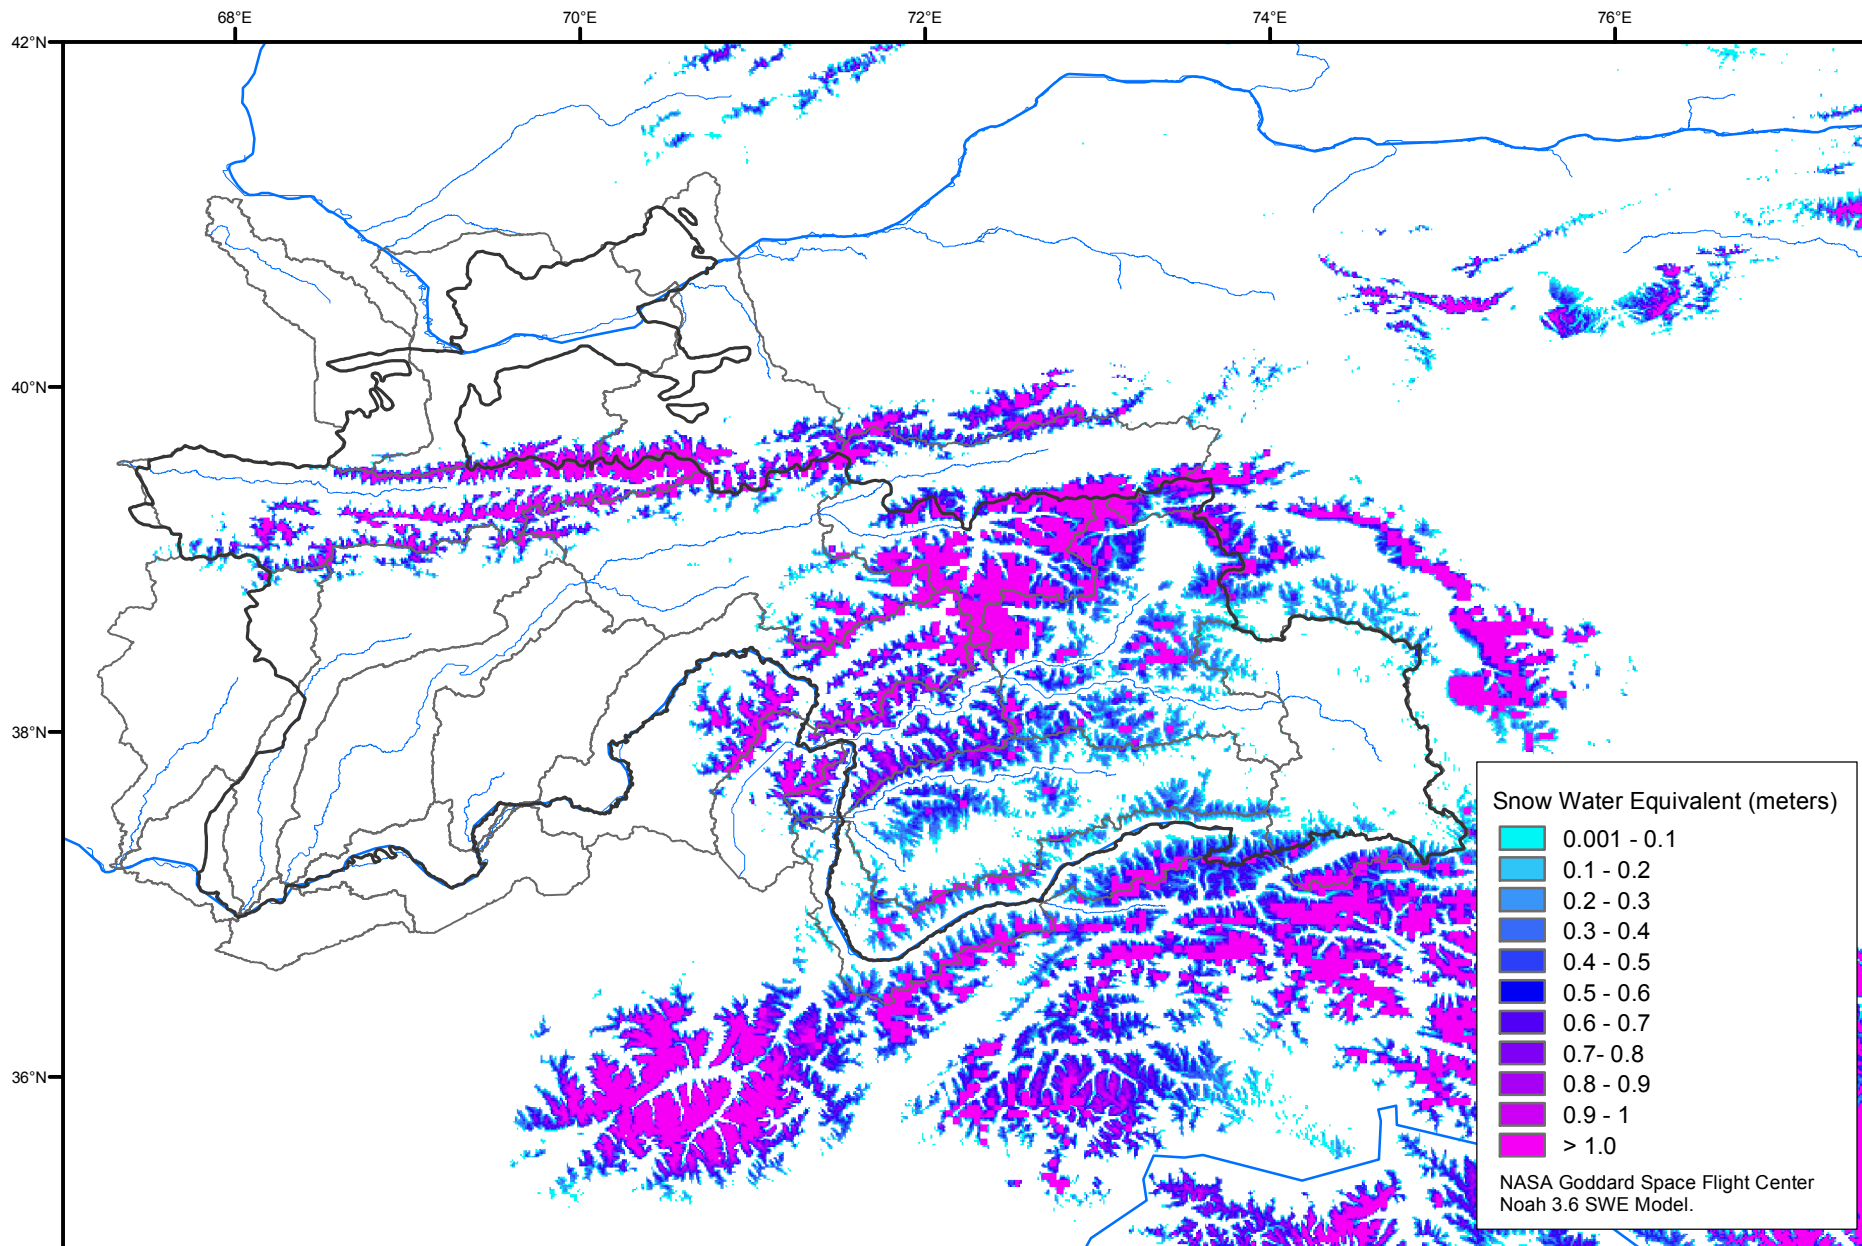 68°E 70°E 72°E 74°E 76°E
42°N
40°N
38°N
36°N
Snow Water Equivalent (meters)
0.001 - 0.1
0.1 - 0.2
0.2 - 0.3
0.3 - 0.4
0.4 - 0.5
0.5 - 0.6
0.6 - 0.7
0.7- 0.8
0.8 - 0.9
0.9 - 1
> 1.0
NASA Goddard Space Flight Center
Noah 3.6 SWE Model.